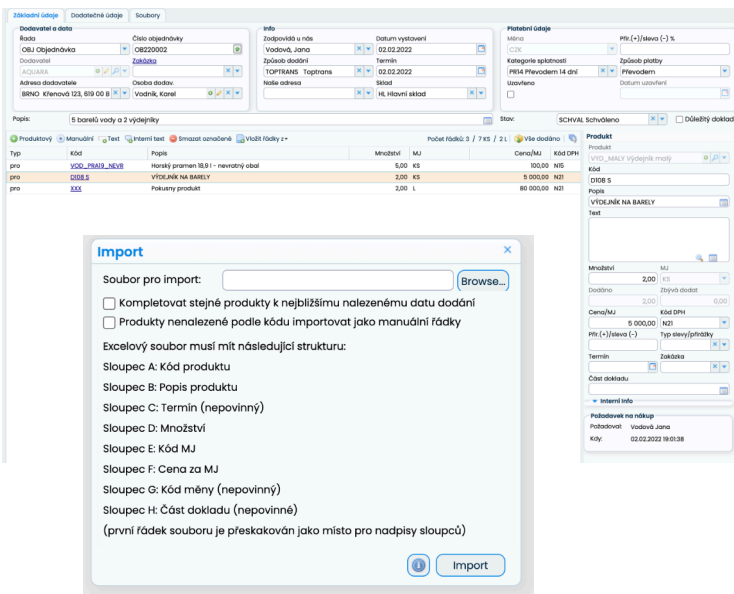 Základní údaje Dodatečné údaje Soubory
Dodavatel a data Info Platební údaje
Řada Číslo objednávky Zodpovídá u nás Datum vystavení Měna Přir.(+)/sleva (-) %
OBJ Objednávka OB220002 Vodová, Jana 02.02.2022 CZK
Dodavatel Zakázka Způsob dodání Termín Kategorie splatnosti Způsob platby
AQUARA TOPTRANS Toptrans 02.02.2022 PR14 Převodem 14 dní Převodem
Adresa dodavatele Osoba dodav. Naše adresa Sklad Uzavřeno Datum uzavření
BRNO Křenová 123, 619 00 B Vodník, Karel HL Hlavní sklad
Popis: 5 barelů vody a 2 výdejníky Stav: SCHVAL Schváleno Důležitý doklad
Produktový Manuální Text Interní text Smazat označené Vložit řádky z Počet řádků: 3 / 7 KS / 2 L Vše dodáno
Typ Kód Popis Množství MJ Cena/MJ Kód DPH
pro VOD_PRA19_NEVR Horský pramen 18,9 l - nevratný obal 5,00 KS 100,00 N15
pro D108 S VÝDEJNÍK NA BARELY 2,00 KS 5 000,00 N21
pro XXX Pokusny produkt 2,00 L 80 000,00 N21
Produkt
Produkt
VYD_MALY Výdejník malý
Kód
D108 S
Popis
VÝDEJNÍK NA BARELY
Text
Množství MJ
2,00 KS
Dodáno Zbývá dodat
2,00 0,00
Cena/MJ Kód DPH
5 000,00 N21
Přir.(+)/sleva (-) Typ slevy/přirážky
Termín Zakázka
Část dokladu
Interní info
Požadavek na nákup
Požadoval: Vodová Jana
Kdy: 02.02.2022 19:01:38
Import
Soubor pro import: Browse...
Kompletovat stejné produkty k nejbližšímu nalezenému datu dodání
Produkty nenalezené podle kódu importovat jako manuální řádky
Excelový soubor musí mít následující strukturu:
Sloupec A: Kód produktu
Sloupec B: Popis produktu
Sloupec C: Termín (nepovinný)
Sloupec D: Množství
Sloupec E: Kód MJ
Sloupec F: Cena za MJ
Sloupec G: Kód měny (nepovinný)
Sloupec H: Část dokladu (nepovinné)
(první řádek souboru je přeskakován jako místo pro nadpisy sloupců)
Import